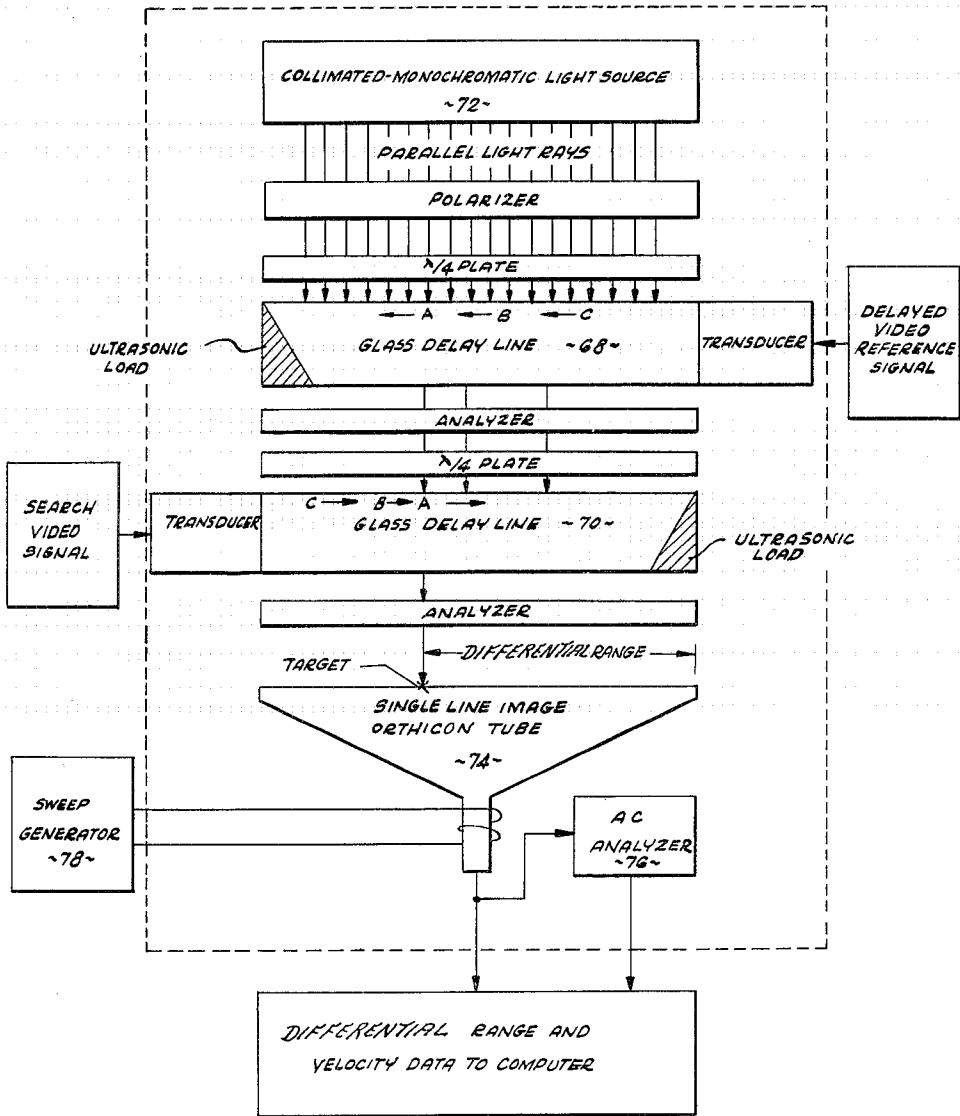 COLLIMATED-MONOCHROMATIC LIGHT SOURCE
~72~
PARALLEL LIGHT RAYS
POLARIZER
λ/4 PLATE
A B C
GLASS DELAY LINE ~68~
TRANSDUCER
DELAYED
VIDEO
REFERENCE
SIGNAL
ULTRASONIC
LOAD
ANALYZER
λ/4 PLATE
SEARCH
VIDEO
SIGNAL
TRANSDUCER
C B A
GLASS DELAY LINE ~70~
ULTRASONIC
LOAD
ANALYZER
DIFFERENTIAL RANGE
TARGET
SINGLE LINE IMAGE
ORTHICON TUBE
~74~
SWEEP
GENERATOR
~78~
AC
ANALYZER
~76~
DIFFERENTIAL RANGE AND
VELOCITY DATA TO COMPUTER